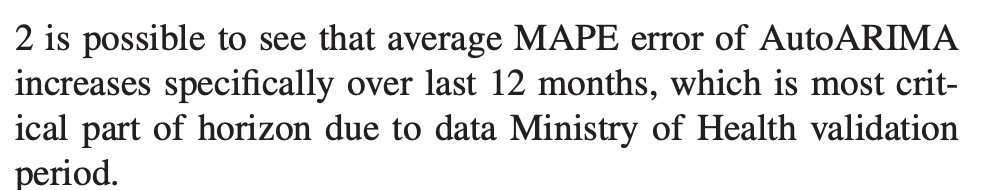 2 is possible to see that average MAPE error of AutoARIMA
increases specifically over last 12 months, which is most crit-
ical part of horizon due to data Ministry of Health validation
period.